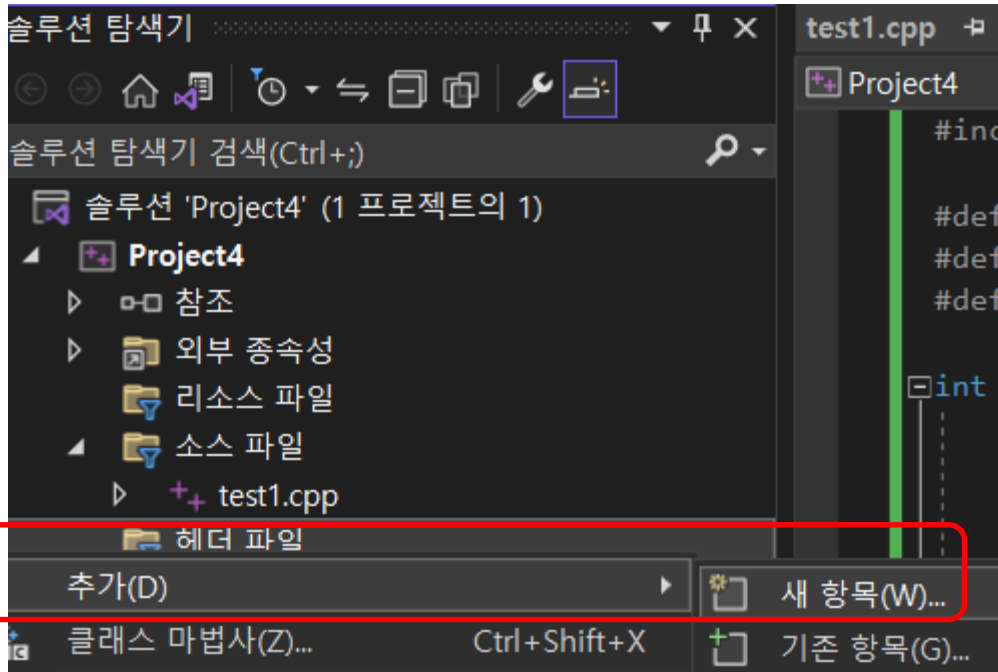 솔루션 탐색기
test1.cpp
Project4
솔루션 탐색기 검색(Ctrl+;)
솔루션 'Project4' (1 프로젝트의 1)
Project4
참조
외부 종속성
리소스 파일
소스 파일
test1.cpp
헤더 파일
추가(D)
새 항목(W)...
클래스 마법사(Z)... Ctrl+Shift+X
기존 항목(G)...
#inc
#def
#def
#def
int